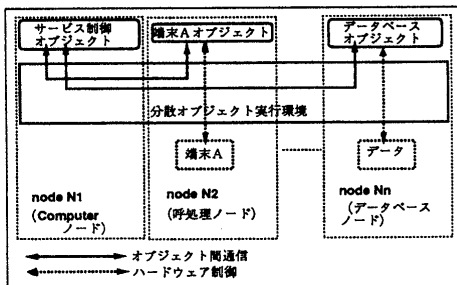 サービス制御
オブジェクト
端末Aオブジェクト
データベース
オブジェクト
分散オブジェクト実行環境
端末A
データ
node N1
(Computer
ノード)
node N2
(呼処理ノード)
node Nn
(データベース
ノード)
オブジェクト間通信
ハードウェア制御